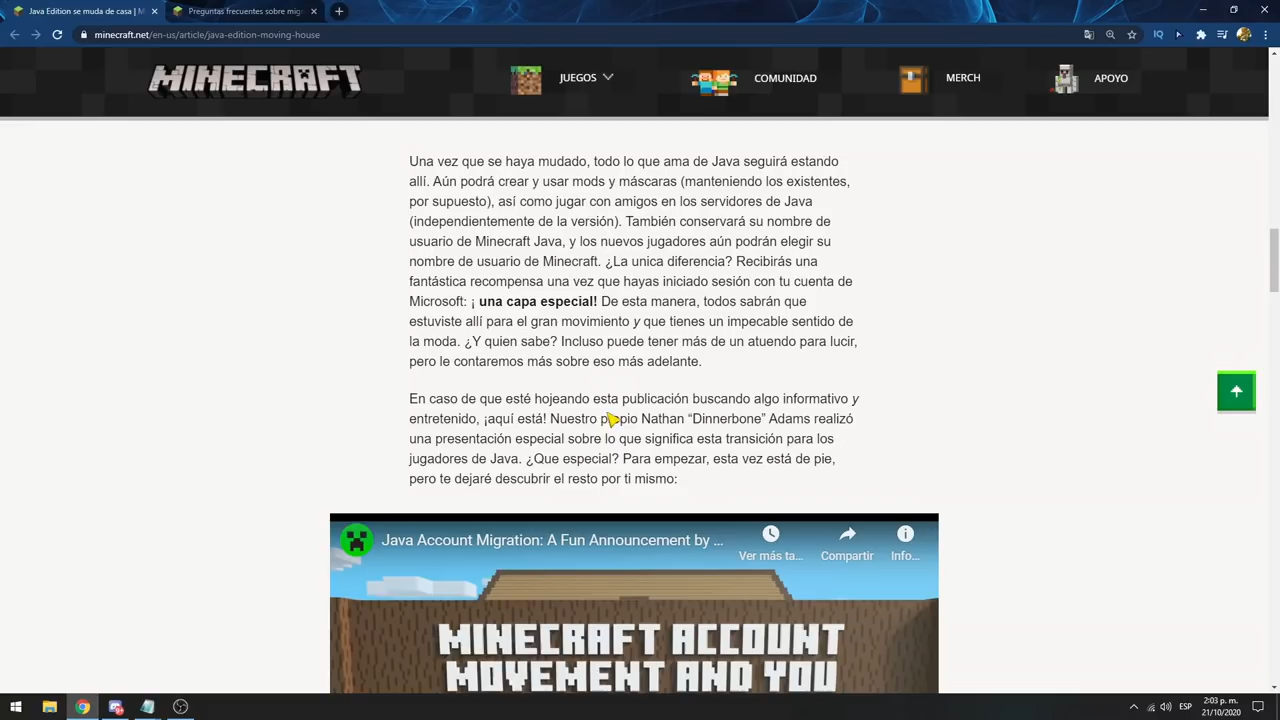 Java Edition se muda de casa | M
Preguntas frecuentes sobre mig
minecraft.net/en-us/article/java-edition-moving-house
MINECRAFT
JUEGOS
COMUNIDAD
MERCH
APOYO
Una vez que se haya mudado, todo lo que ama de Java seguirá estando
allí. Aún podrá crear y usar mods y máscaras (manteniendo los existentes,
por supuesto), así como jugar con amigos en los servidores de Java
(independientemente de la versión). También conservará su nombre de
usuario de Minecraft Java, y los nuevos jugadores aún podrán elegir su
nombre de usuario de Minecraft. ¿La unica diferencia? Recibirás una
fantástica recompensa una vez que hayas iniciado sesión con tu cuenta de
Microsoft: ¡ una capa especial! De esta manera, todos sabrán que
estuviste allí para el gran movimiento y que tienes un impecable sentido de
la moda. ¿Y quien sabe? Incluso puede tener más de un atuendo para lucir,
pero le contaremos más sobre eso más adelante.
En caso de que esté hojeando esta publicación buscando algo informativo y
entretenido, ¡aquí está! Nuestro propio Nathan “Dinnerbone” Adams realizó
una presentación especial sobre lo que significa esta transición para los
jugadores de Java. ¿Que especial? Para empezar, esta vez está de pie,
pero te dejaré descubrir el resto por ti mismo:
Java Account Migration: A Fun Announcement by ...
Ver más ta...
Compartir
Info...
MINECRAFT ACCOUNT
MOVEMENT AND YOU
ESP
2:03 p. m.
21/10/2020